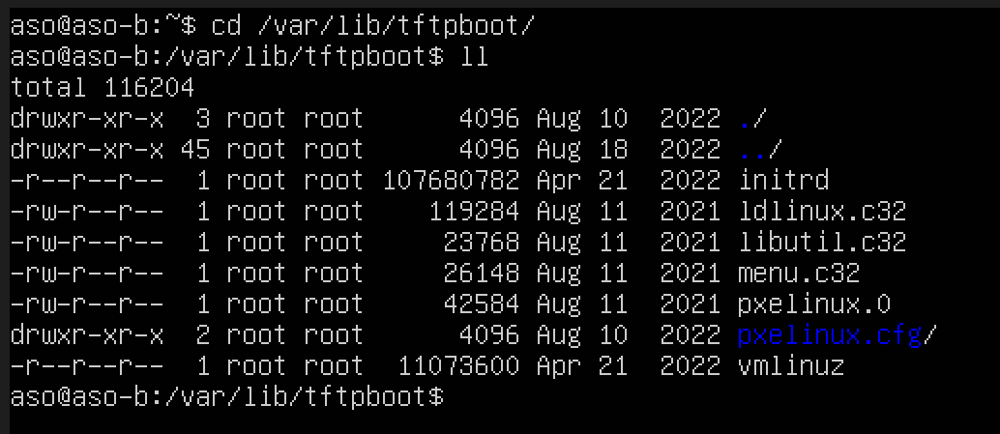 aso@aso-b:~$ cd /var/lib/tftpboot/
aso@aso-b:/var/lib/tftpboot$ ll
total 116204
drwxr-xr-x  3 root root      4096 Aug 10  2022 ./
drwxr-xr-x 45 root root      4096 Aug 18  2022 ../
-r--r--r--  1 root root 107680782 Apr 21  2022 initrd
-rw-r--r--  1 root root    119284 Aug 11  2021 ldlinux.c32
-rw-r--r--  1 root root     23768 Aug 11  2021 libutil.c32
-rw-r--r--  1 root root     26148 Aug 11  2021 menu.c32
-rw-r--r--  1 root root     42584 Aug 11  2021 pxelinux.0
drwxr-xr-x  2 root root      4096 Aug 10  2022 pxelinux.cfg/
-r--r--r--  1 root root  11073600 Apr 21  2022 vmlinuz
aso@aso-b:/var/lib/tftpboot$